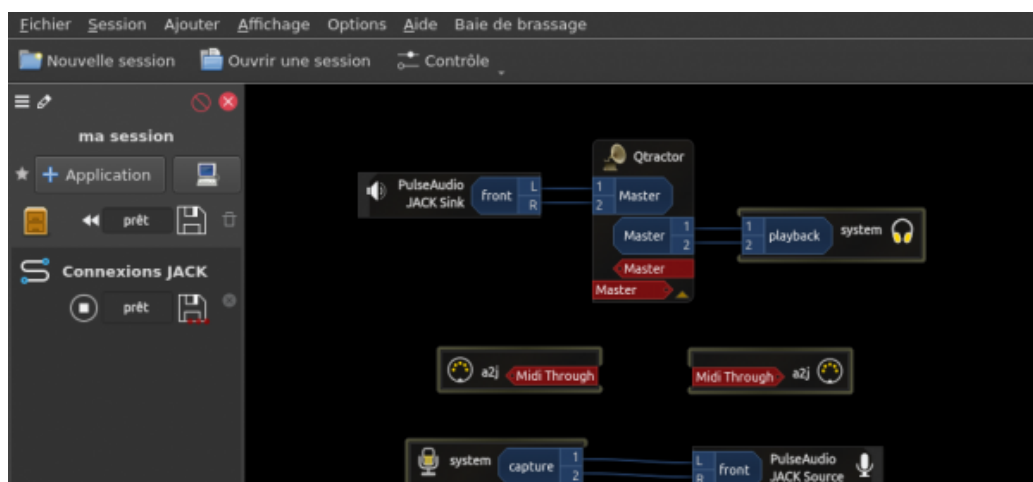 Fichier Session Ajouter Affichage Options Aide Baie de brassage
Nouvelle session Ouvrir une session Contrôle
ma session
Application
prêt
Connexions JACK
prêt
PulseAudio
JACK Sink
front L
R
Qtractor
1 Master
2
Master 1
2
Master
Master
1 playback
2
system
a2j Midi Through
Midi Through a2j
system capture 1
2
L front
R
PulseAudio
JACK Source